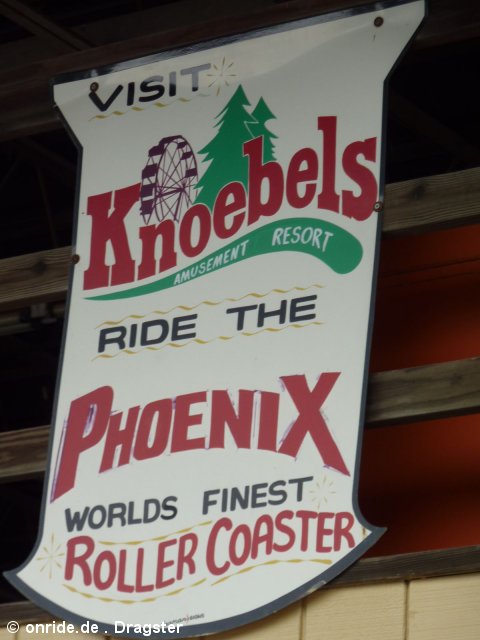 VISIT
Knoebels
AMUSEMENT RESORT
RIDE THE
PHOENIX
WORLDS FINEST
ROLLER COASTER
© onride.de . Dragster